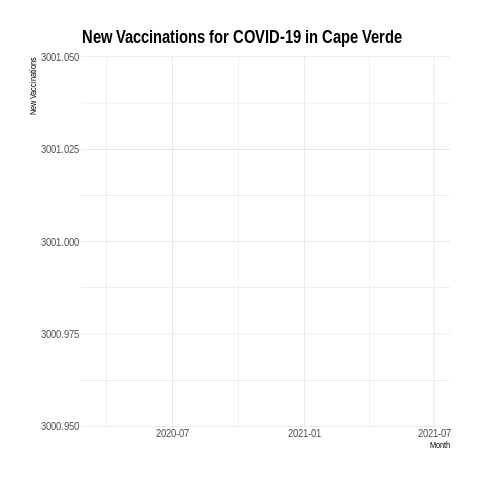 New Vaccinations for COVID-19 in Cape Verde
New Vaccinations
3001.050
3001.025
3001.000
3000.975
3000.950
2020-07
2021-01
2021-07
Month